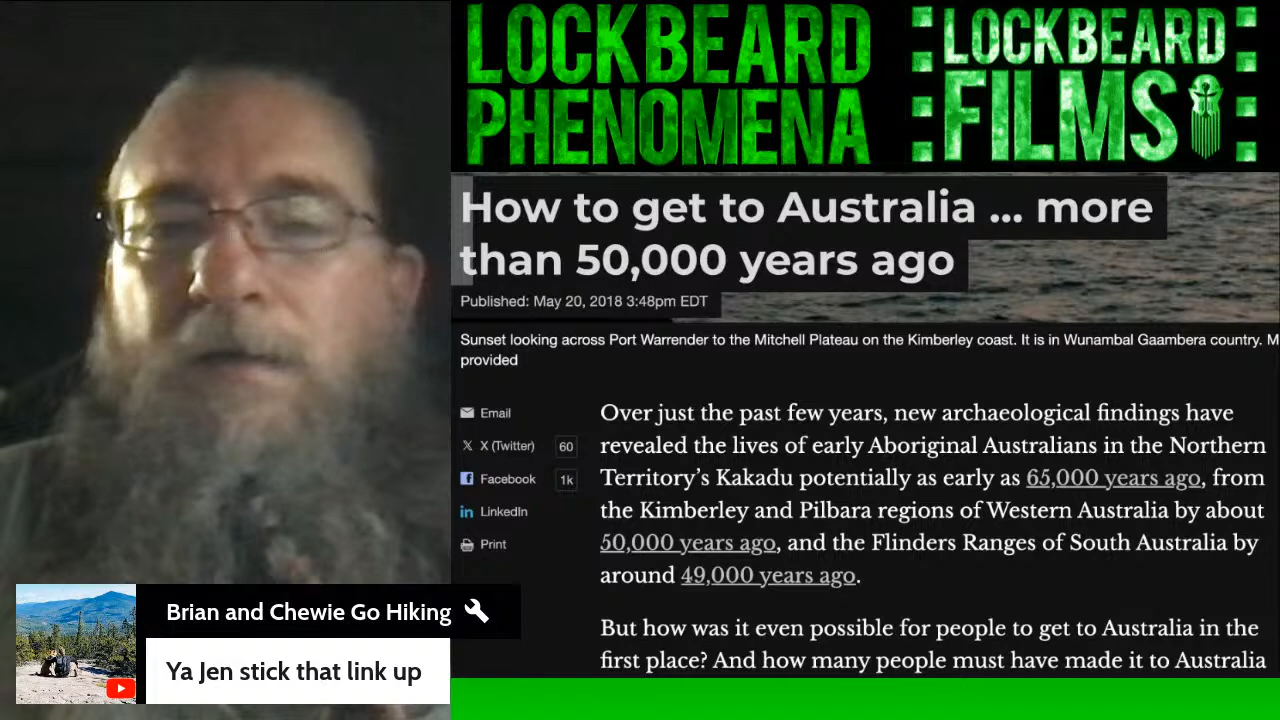 LOCKBEARD
PHENOMENA
LOCKBEARD
FILMS
How to get to Australia ... more
than 50,000 years ago
Published: May 20, 2018 3:48pm EDT
Sunset looking across Port Warrender to the Mitchell Plateau on the Kimberley coast. It is in Wunambal Gaambera country. M
provided
Email
X (Twitter) 60
Facebook 1k
LinkedIn
Print
Over just the past few years, new archaeological findings have
revealed the lives of early Aboriginal Australians in the Northern
Territory's Kakadu potentially as early as 65,000 years ago, from
the Kimberley and Pilbara regions of Western Australia by about
50,000 years ago, and the Flinders Ranges of South Australia by
around 49,000 years ago.
But how was it even possible for people to get to Australia in the
first place? And how many people must have made it to Australia
Brian and Chewie Go Hiking
Ya Jen stick that link up